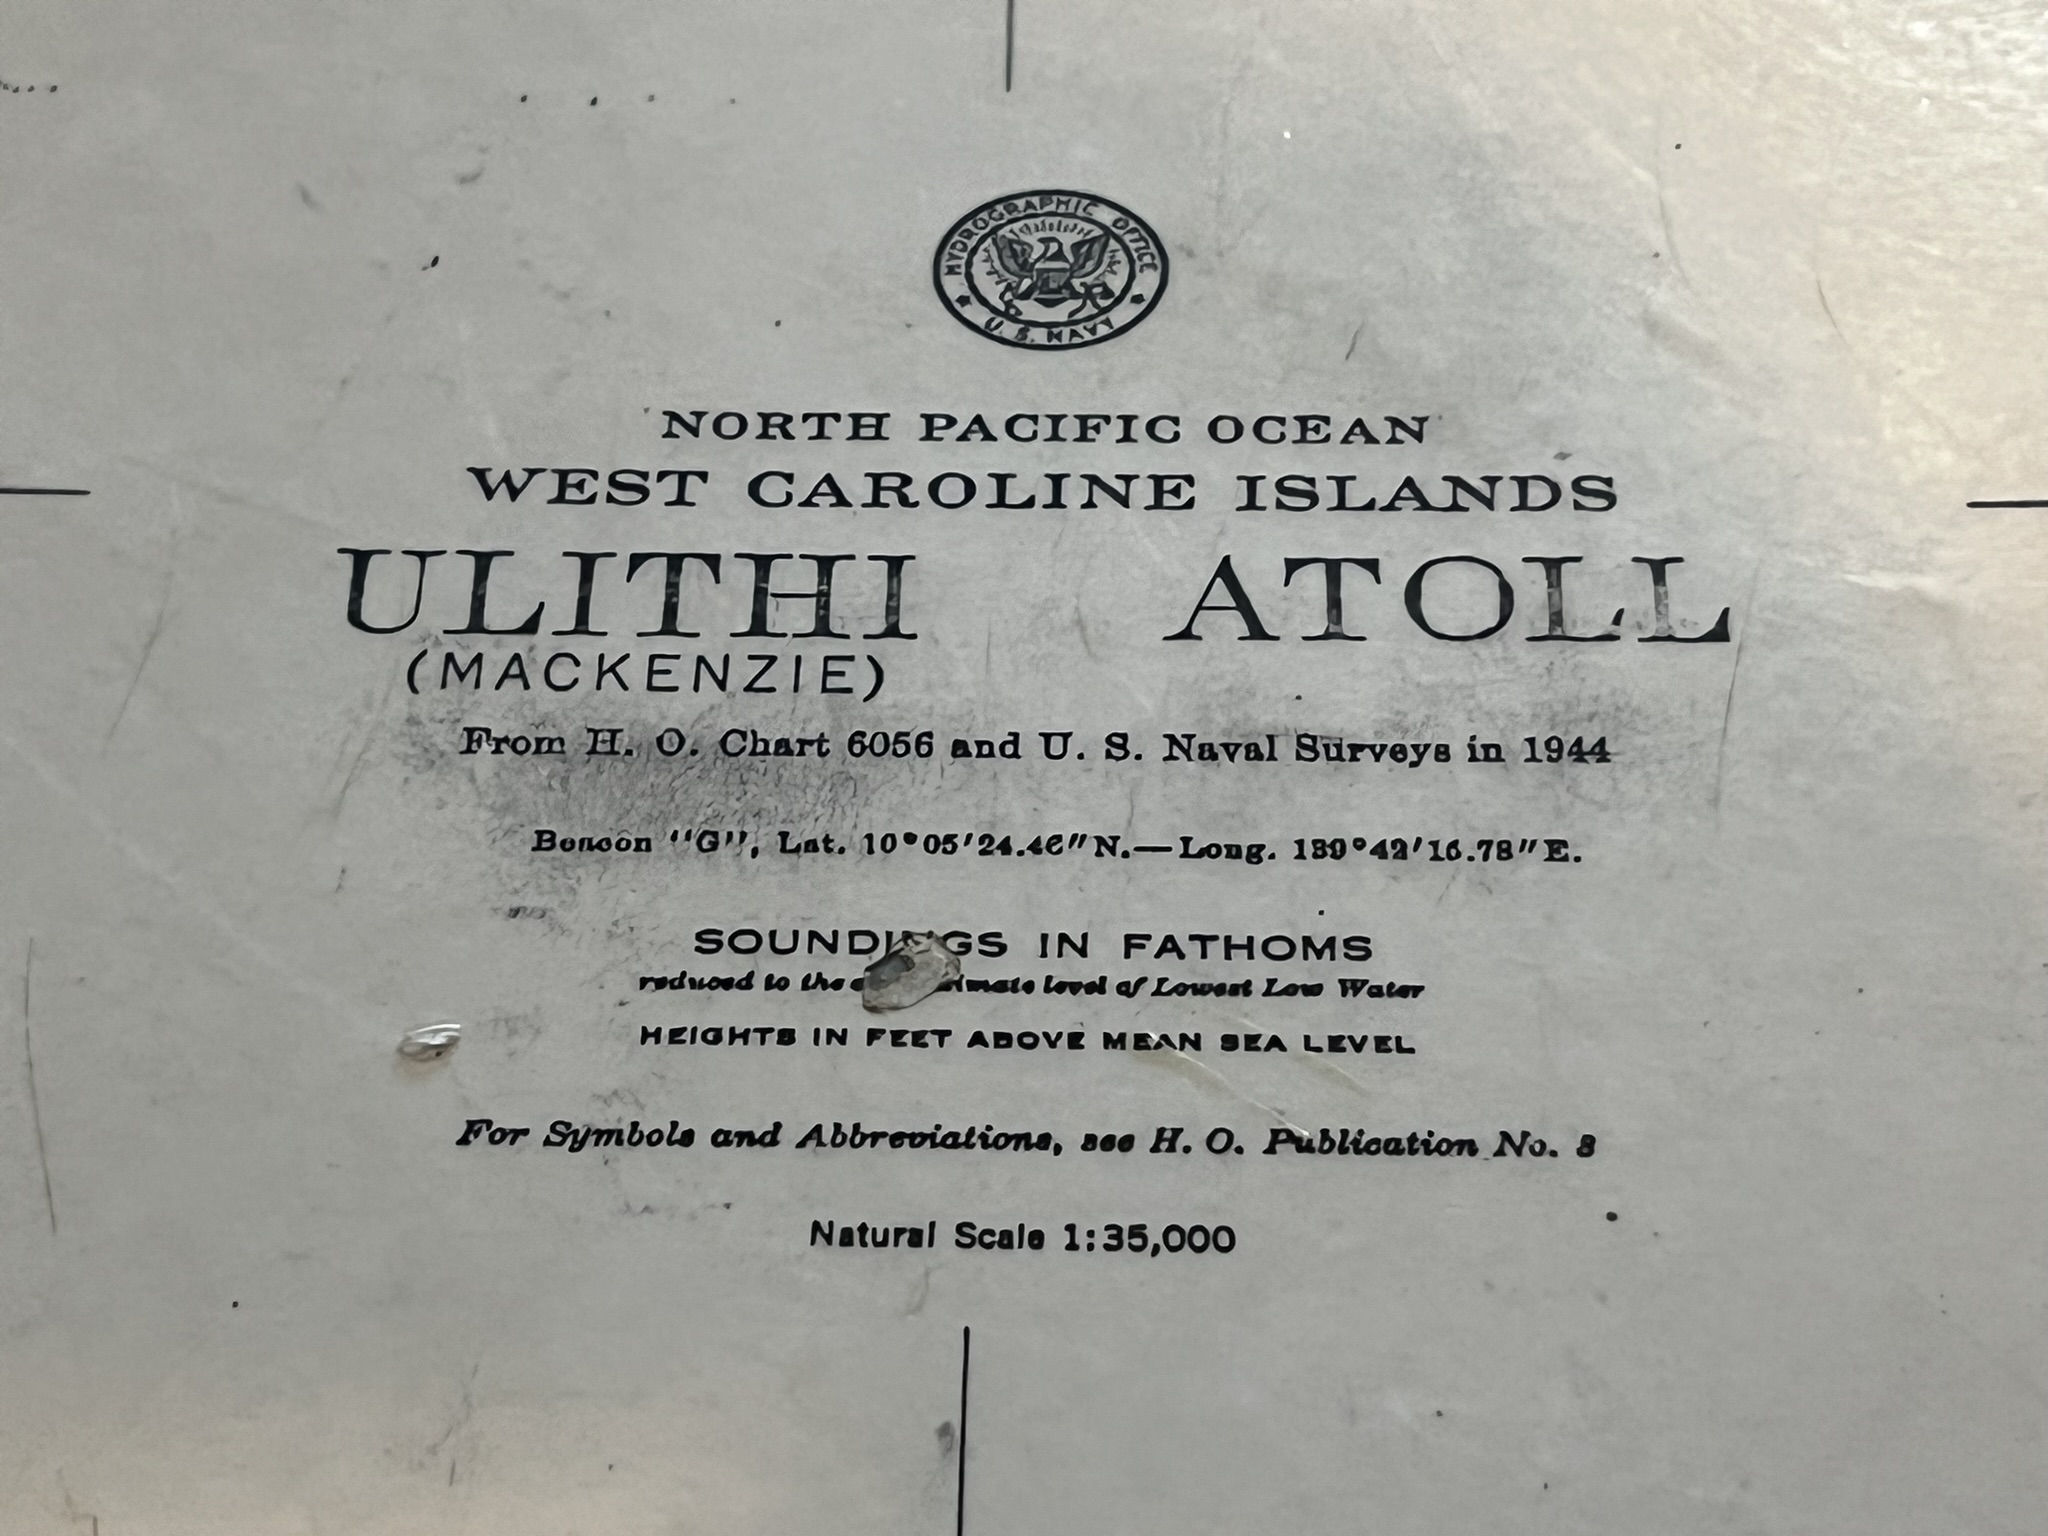 HYDROGRAPHIC OFFICE
U. S. NAVY
NORTH PACIFIC OCEAN
WEST CAROLINE ISLANDS
ULITHI ATOLL
(MACKENZIE)
From H. O. Chart 6056 and U. S. Naval Surveys in 1944
Beacon "G", Lat. 10°05'24.46"N.—Long. 139°42'16.78"E.
SOUNDINGS IN FATHOMS
reduced to the level of Lowest Low Water
HEIGHTS IN FEET ABOVE MEAN SEA LEVEL
For Symbols and Abbreviations, see H. O. Publication No. 8
Natural Scale 1:35,000